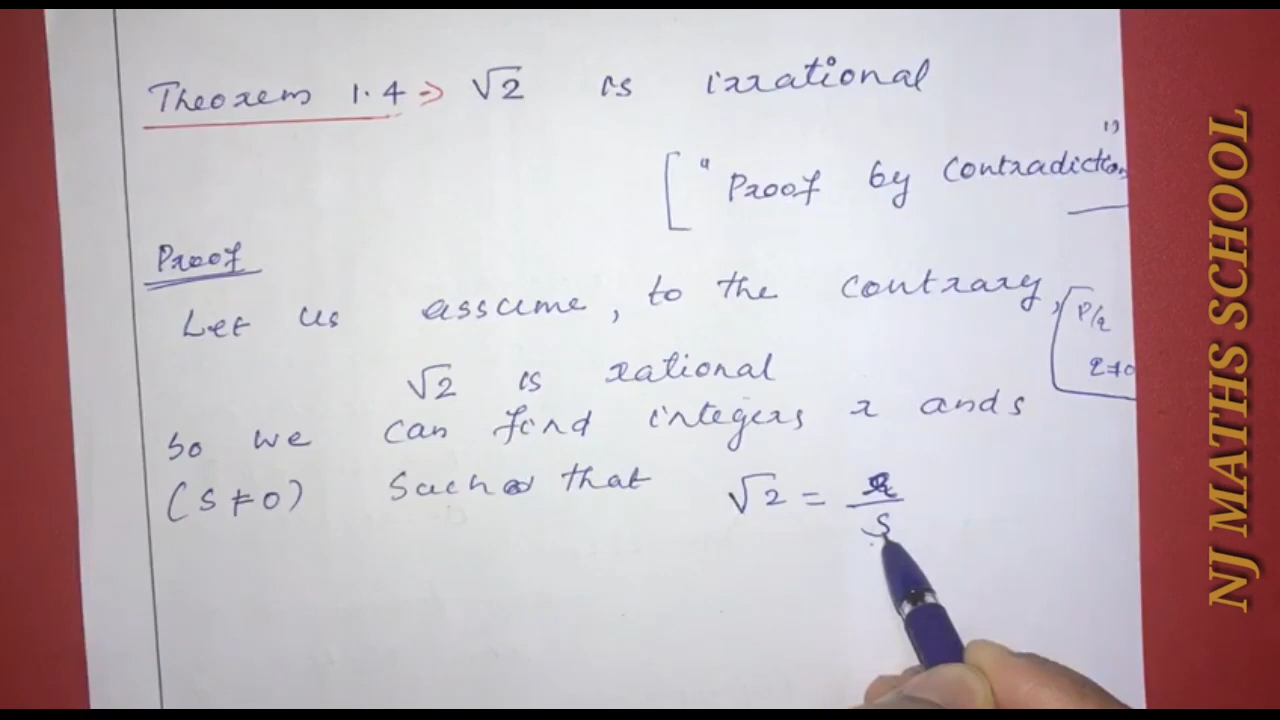 Theorem 1.4 → √2 is irrational
["Proof by Contradiction"
Proof
Let us assume, to the contrary,
p/q
q≠0
√2 is rational
So we can find integers r and s
(s ≠ 0) Such that √2 = r/s
NJ MATHS SCHOOL